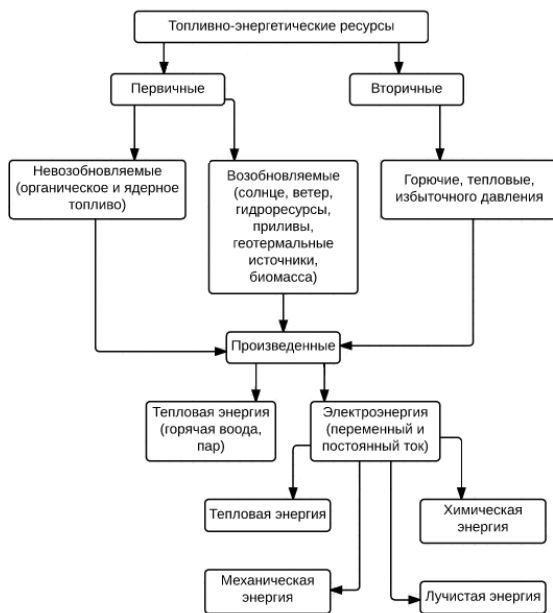 Топливно-энергетические ресурсы
Первичные
Вторичные
Невозобновляемые
(органическое и ядерное
топливо)
Возобновляемые
(солнце, ветер,
гидроресурсы,
приливы,
геотермальные
источники,
биомасса)
Горючие, тепловые,
избыточного давления
Произведенные
Тепловая энергия
(горячая воода,
пар)
Электроэнергия
(переменный и
постоянный ток)
Тепловая энергия
Химическая
энергия
Механическая
энергия
Лучистая энергия